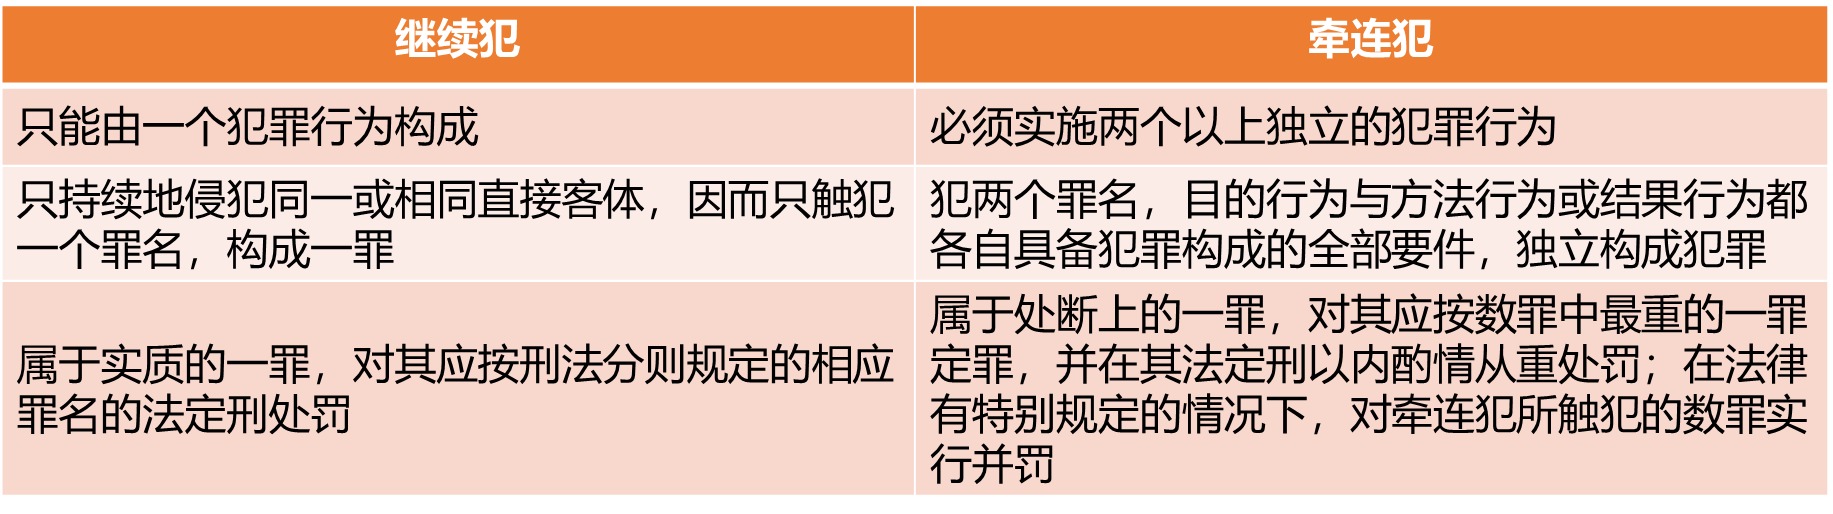 继续犯
牵连犯
只能由一个犯罪行为构成
必须实施两个以上独立的犯罪行为
只持续地侵犯同一或相同直接客体，因而只触犯
一个罪名，构成一罪
犯两个罪名，目的行为与方法行为或结果行为都
各自具备犯罪构成的全部要件，独立构成犯罪
属于实质的一罪，对其应按刑法分则规定的相应
罪名的法定刑处罚
属于处断上的一罪，对其应按数罪中最重的一罪
定罪，并在其法定刑以内酌情从重处罚；在法律
有特别规定的情况下，对牵连犯所触犯的数罪实
行并罚